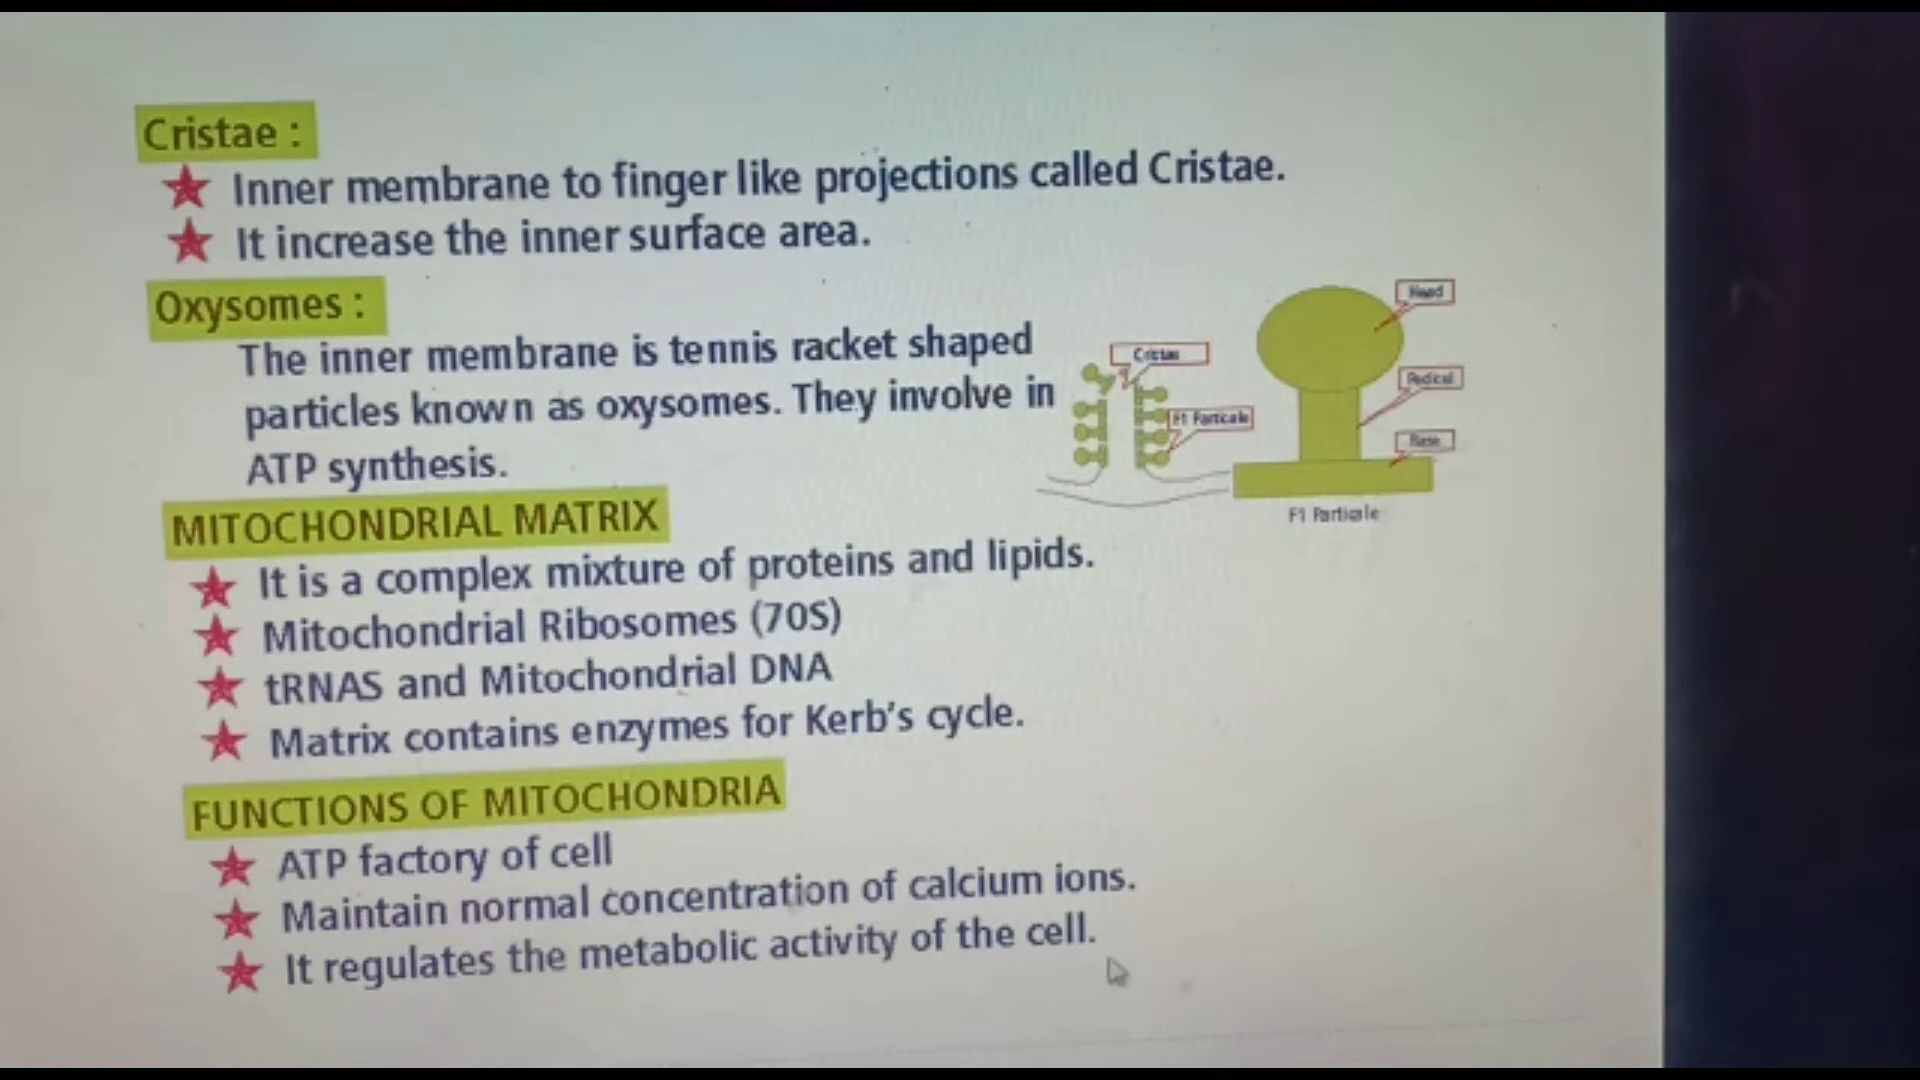 Cristae :
Inner membrane to finger like projections called Cristae.
It increase the inner surface area.
Oxysomes :
The inner membrane is tennis racket shaped
particles known as oxysomes. They involve in
ATP synthesis.
Cristae
F1 Particale
Head
Pedical
Base
F1 Particale
MITOCHONDRIAL MATRIX
It is a complex mixture of proteins and lipids.
Mitochondrial Ribosomes (70S)
tRNAS and Mitochondrial DNA
Matrix contains enzymes for Kerb's cycle.
FUNCTIONS OF MITOCHONDRIA
ATP factory of cell
Maintain normal concentration of calcium ions.
It regulates the metabolic activity of the cell.